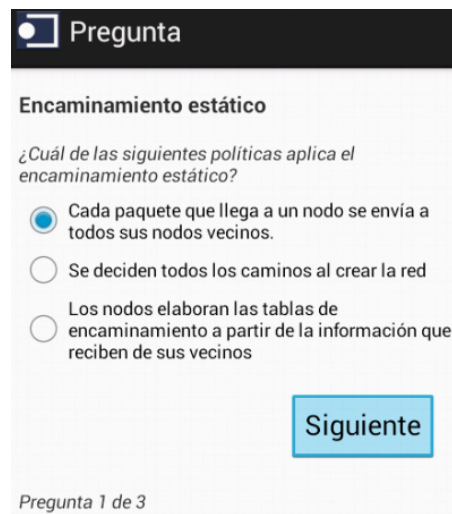 Pregunta
Encaminamiento estático
¿Cuál de las siguientes políticas aplica el
encaminamiento estático?
Cada paquete que llega a un nodo se envía a
todos sus nodos vecinos.
Se deciden todos los caminos al crear la red
Los nodos elaboran las tablas de
encaminamiento a partir de la información que
reciben de sus vecinos
Siguiente
Pregunta 1 de 3